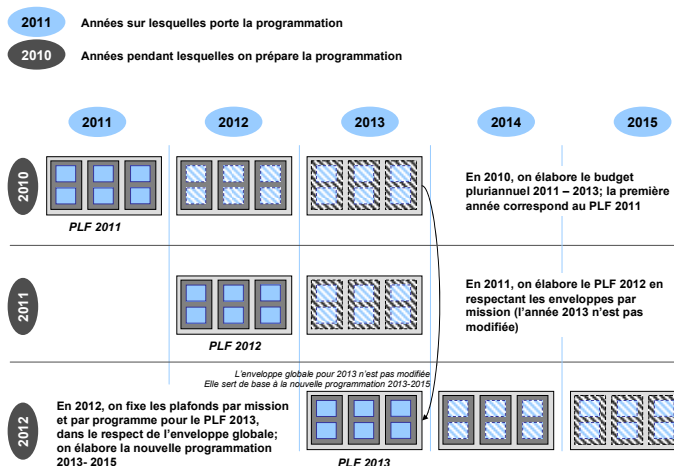 2011
Années sur lesquelles porte la programmation
2010
Années pendant lesquelles on prépare la programmation
2011
2012
2013
2014
2015
2010
PLF 2011
En 2010, on élabore le budget
pluriannuel 2011 – 2013; la première
année correspond au PLF 2011
2011
PLF 2012
En 2011, on élabore le PLF 2012 en
respectant les enveloppes par
mission (l'année 2013 n'est pas
modifiée)
L'enveloppe globale pour 2013 n'est pas modifiée
Elle sert de base à la nouvelle programmation 2013-2015
2012
En 2012, on fixe les plafonds par mission
et par programme pour le PLF 2013,
dans le respect de l'enveloppe globale;
on élabore la nouvelle programmation
2013- 2015
PLF 2013